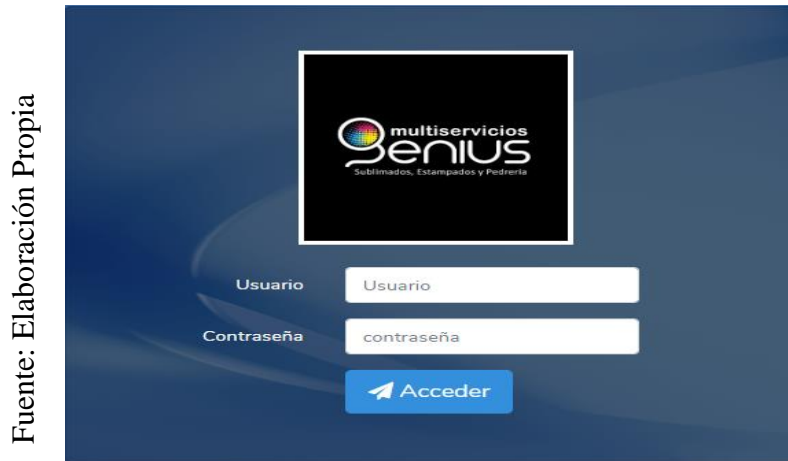 Fuente: Elaboración Propia
multiservicios
Genius
Sublimados, Estampados y Pedreria
Usuario
Usuario
Contraseña
contraseña
Acceder